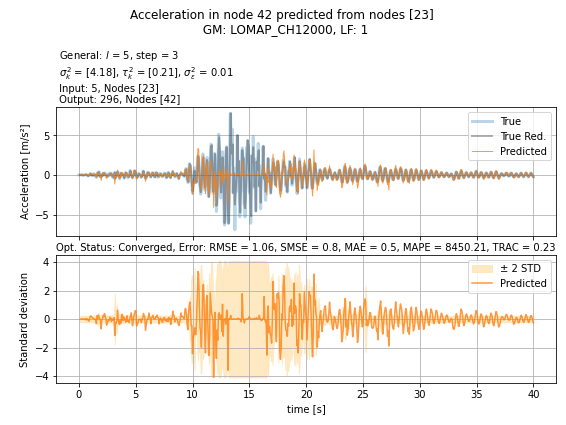 Acceleration in node 42 predicted from nodes [23]
GM: LOMAP_CH12000, LF: 1
General: l = 5, step = 3
σ²ₖ = [4.18], τ²ₖ = [0.21], σ²ε = 0.01
Input: 5, Nodes [23]
Output: 296, Nodes [42]
Acceleration [m/s²]
5
0
−5
True
True Red.
Predicted
Opt. Status: Converged, Error: RMSE = 1.06, SMSE = 0.8, MAE = 0.5, MAPE = 8450.21, TRAC = 0.23
Standard deviation
4
2
0
−2
−4
± 2 STD
Predicted
0 5 10 15 20 25 30 35 40
time [s]